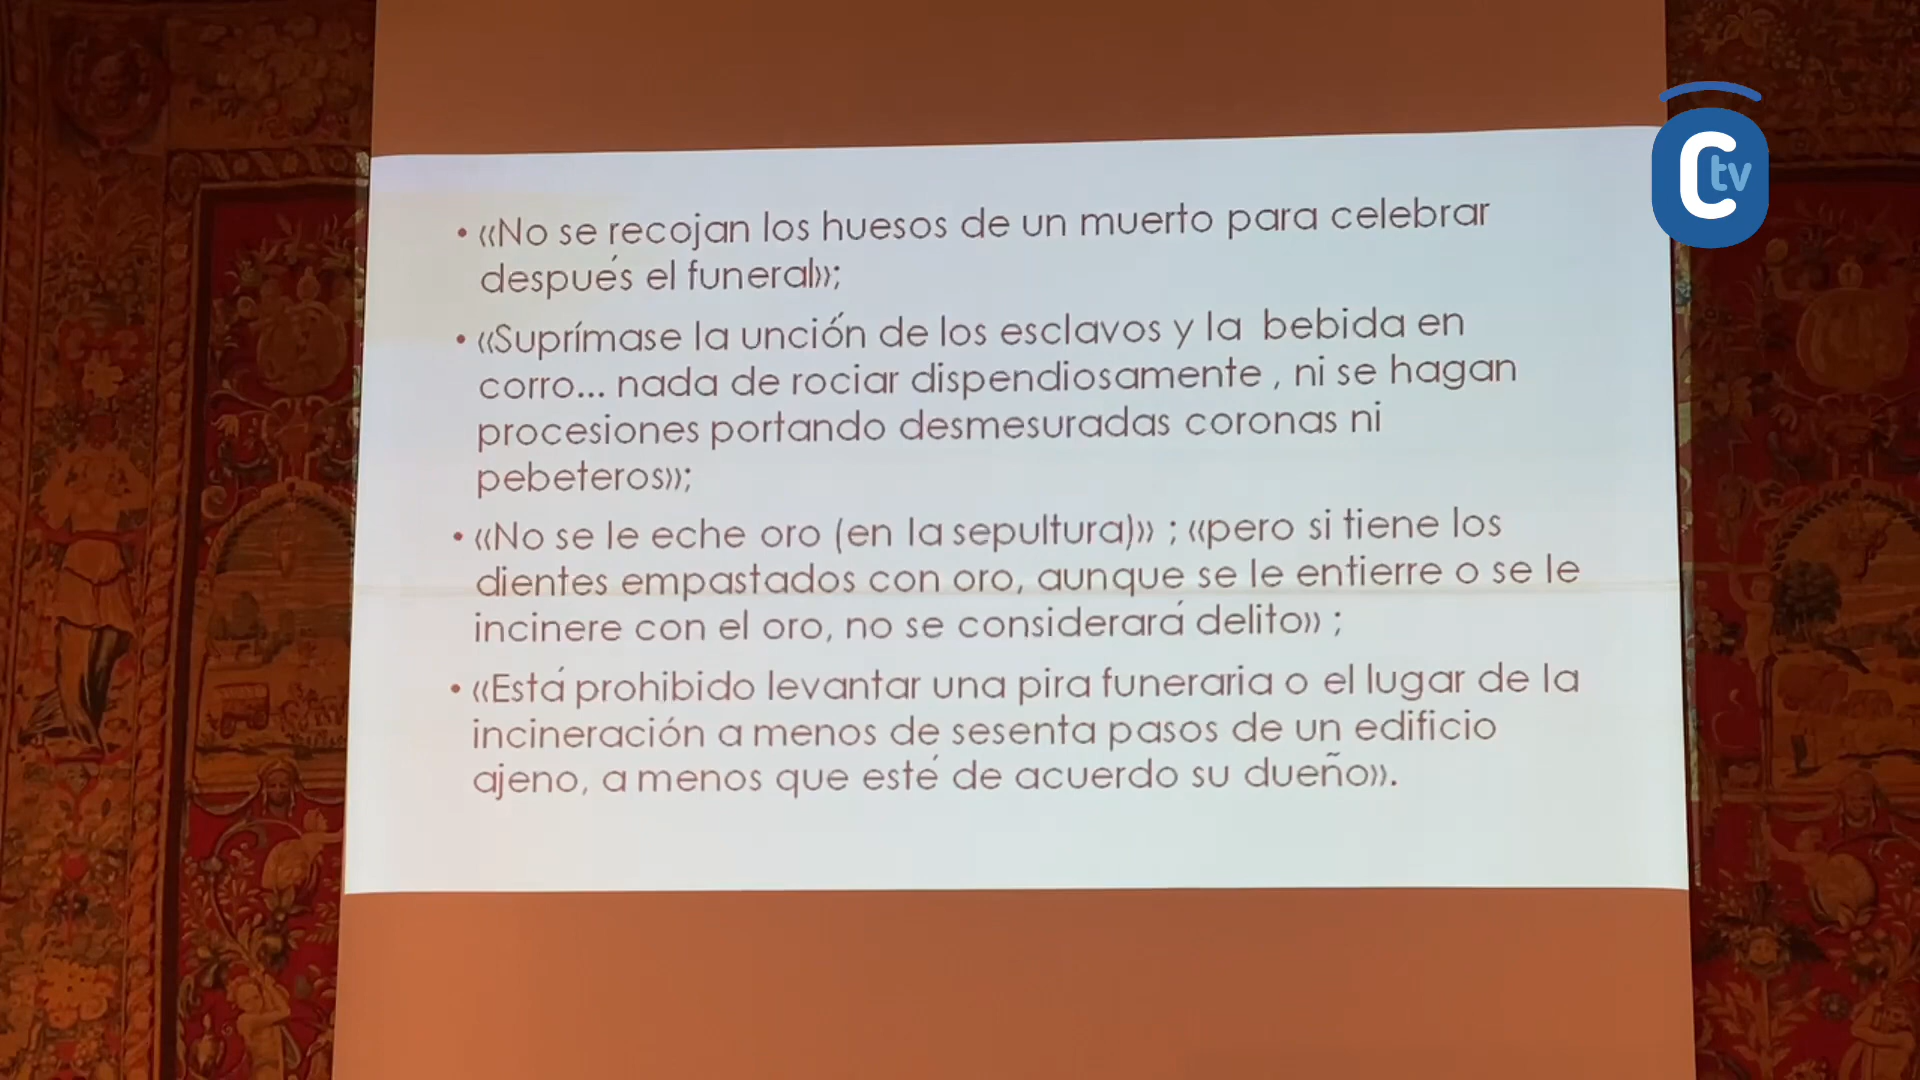 • «No se recojan los huesos de un muerto para celebrar
después el funeral»;
• «Suprímase la unción de los esclavos y la bebida en
corro... nada de rociar dispendiosamente , ni se hagan
procesiones portando desmesuradas coronas ni
pebeteros»;
• «No se le eche oro (en la sepultura)» ; «pero si tiene los
dientes empastados con oro, aunque se le entierre o se le
incinere con el oro, no se considerará delito» ;
• «Está prohibido levantar una pira funeraria o el lugar de la
incineración a menos de sesenta pasos de un edificio
ajeno, a menos que esté de acuerdo su dueño».
Ctv